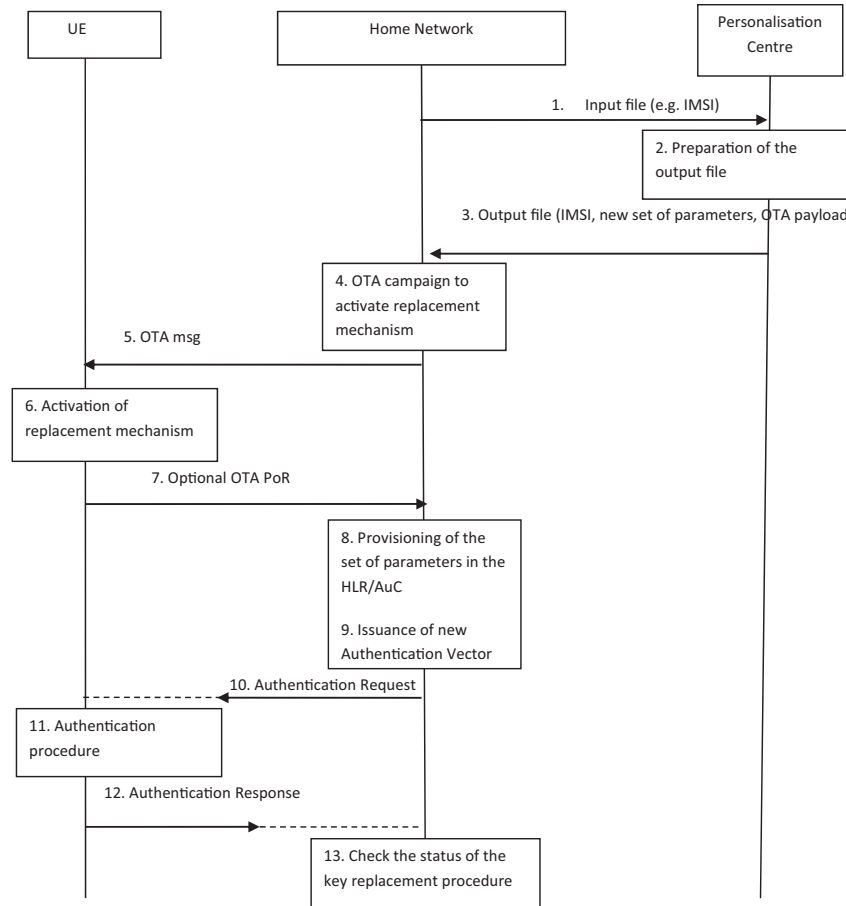 UE
Home Network
Personalisation
Centre
1. Input file (e.g. IMSI)
2. Preparation of the
output file
3. Output file (IMSI, new set of parameters, OTA payload
4. OTA campaign to
activate replacement
mechanism
5. OTA msg
6. Activation of
replacement mechanism
7. Optional OTA PoR
8. Provisioning of the
set of parameters in the
HLR/AuC
9. Issuance of new
Authentication Vector
10. Authentication Request
11. Authentication
procedure
12. Authentication Response
13. Check the status of the
key replacement procedure